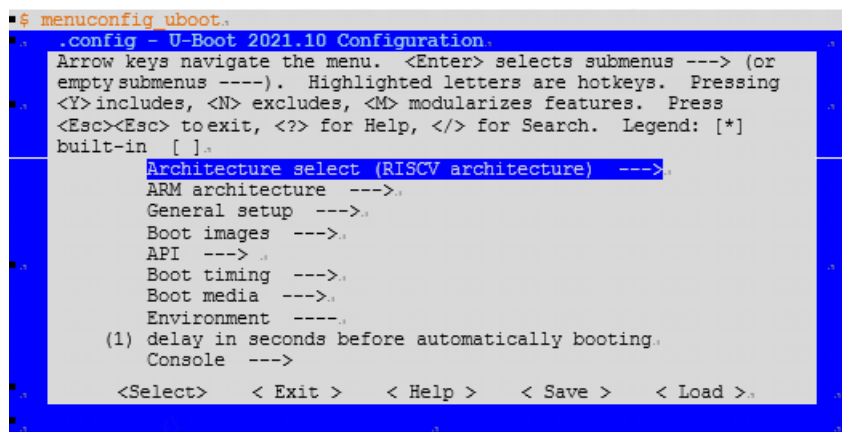 $ menuconfig_uboot
.config - U-Boot 2021.10 Configuration
Arrow keys navigate the menu.  <Enter> selects submenus ---> (or
empty submenus ----).  Highlighted letters are hotkeys.  Pressing
<Y> includes, <N> excludes, <M> modularizes features.  Press
<Esc><Esc> to exit, <?> for Help, </> for Search.  Legend: [*]
built-in  [ ]
Architecture select (RISCV architecture)  --->
ARM architecture  --->
General setup  --->
Boot images  --->
API  --->
Boot timing  --->
Boot media  --->
Environment  ----
(1) delay in seconds before automatically booting
Console  --->
<Select>    < Exit >    < Help >    < Save >    < Load >